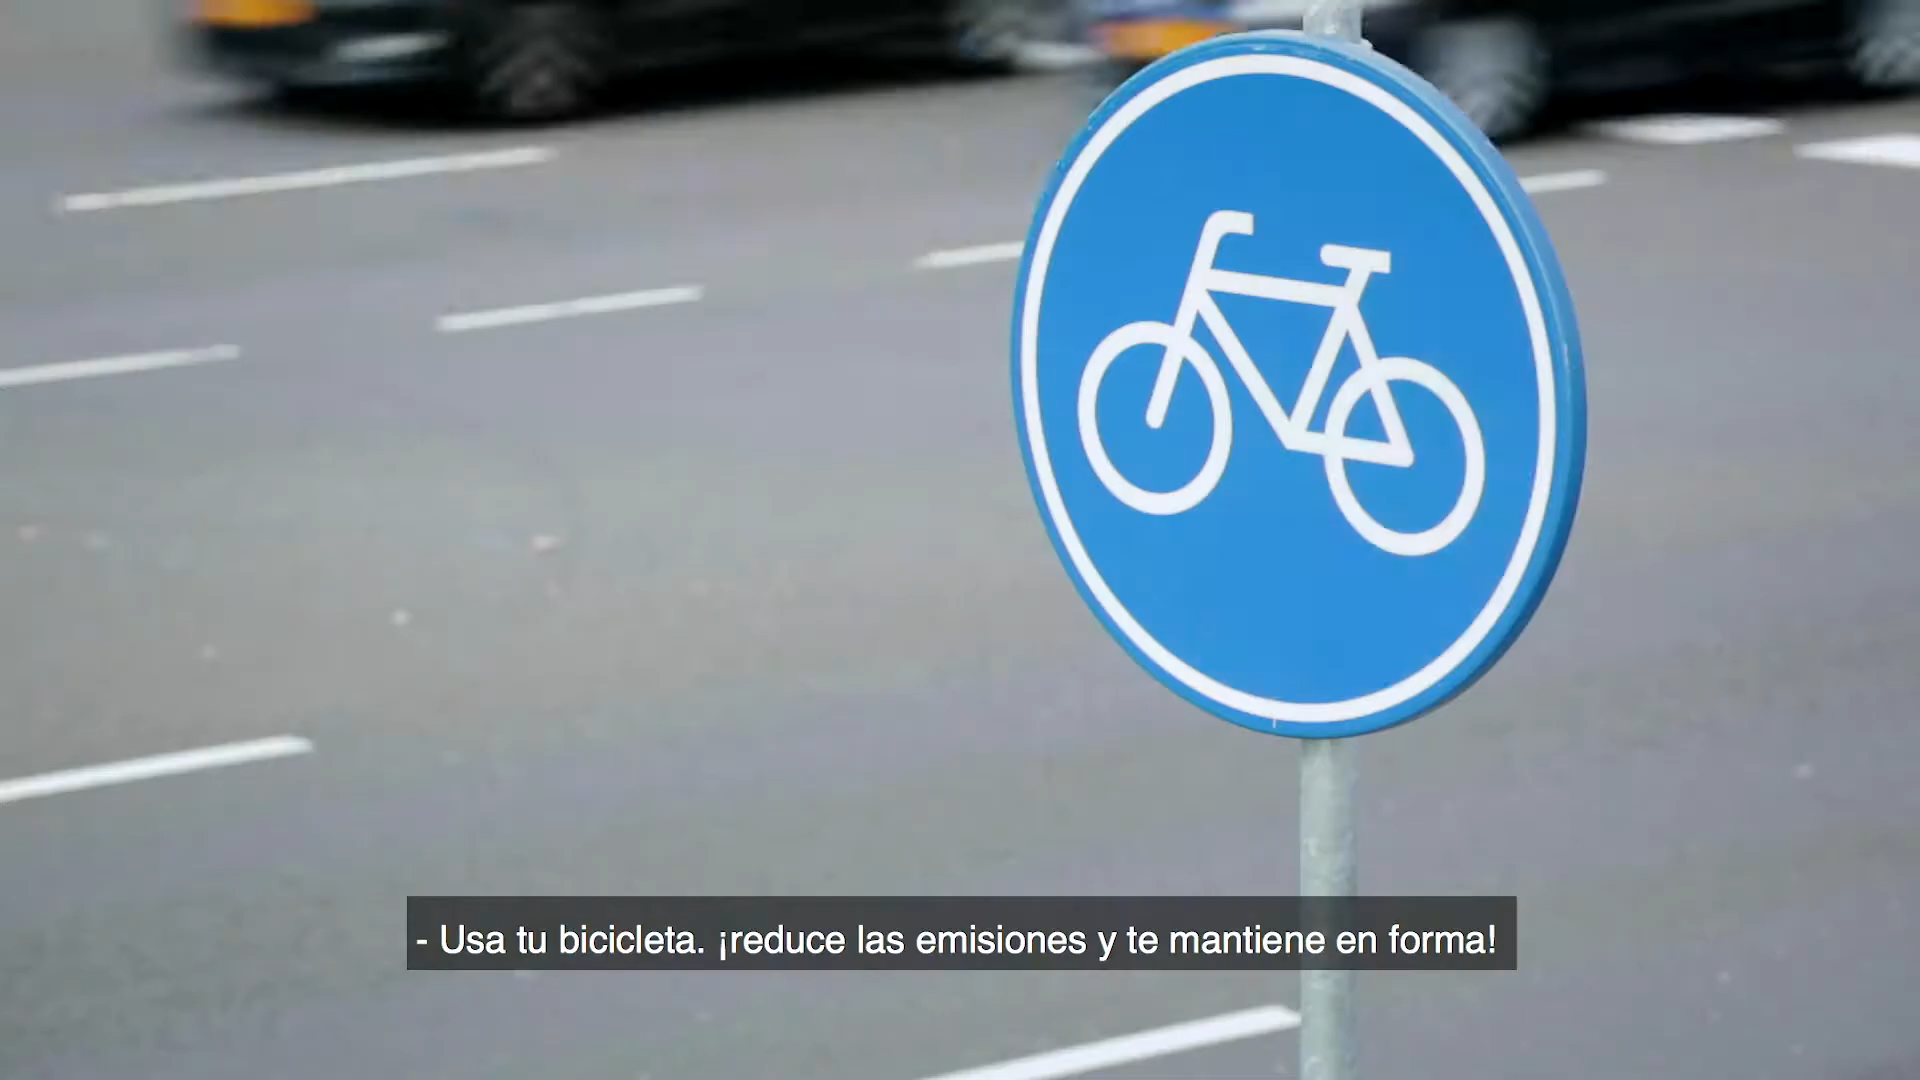 - Usa tu bicicleta. ¡reduce las emisiones y te mantiene en forma!